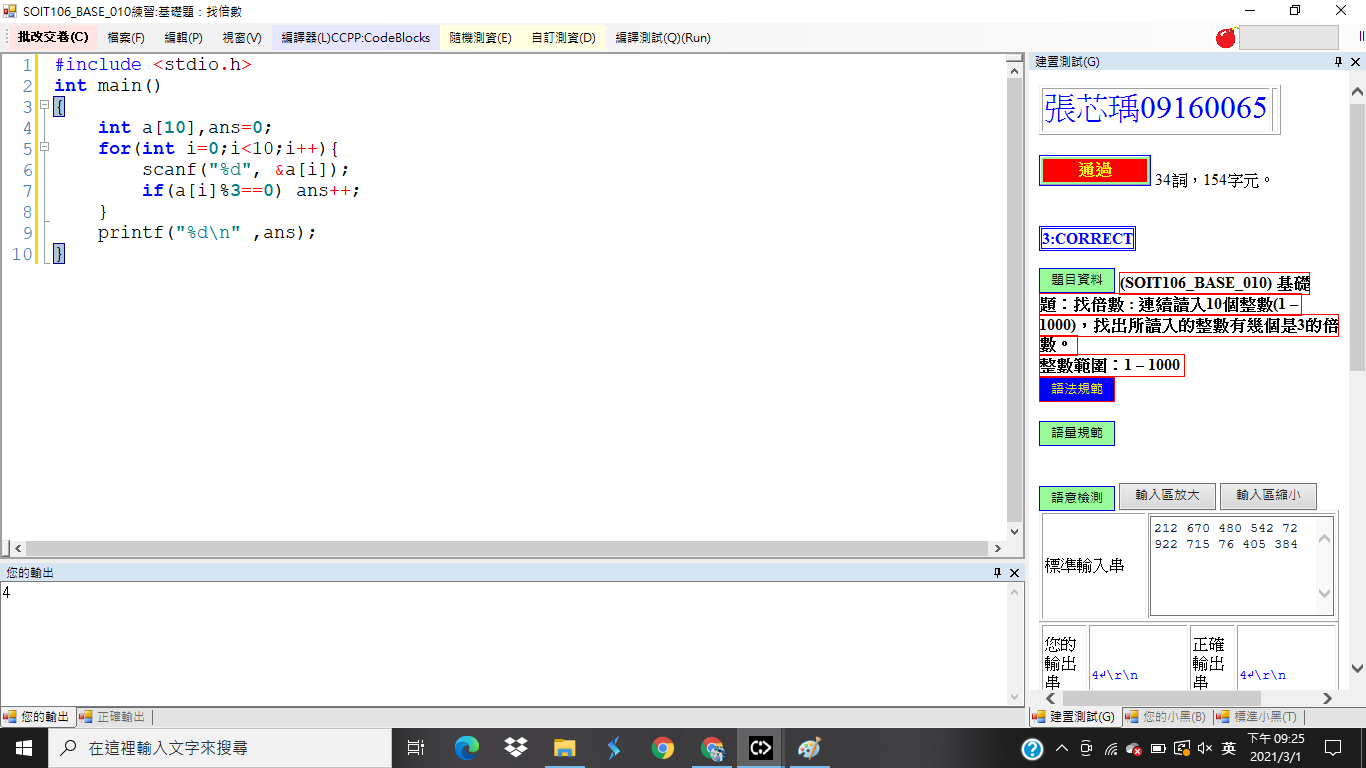 SOIT106_BASE_010練習:基礎題：找倍數
批改交卷(C) 檔案(F) 編輯(P) 視窗(V) 編譯器(L)CCPP:CodeBlocks 隨機測資(E) 自訂測資(D) 編譯測試(Q)(Run)
1 #include <stdio.h>
2 int main()
3 {
4 int a[10],ans=0;
5 for(int i=0;i<10;i++){
6 scanf("%d", &a[i]);
7 if(a[i]%3==0) ans++;
8 }
9 printf("%d\n" ,ans);
10 }
您的輸出
4
您的輸出 正確輸出
建置測試(G)
張芯瑀09160065
通過 34詞，154字元。
3:CORRECT
題目資料 (SOIT106_BASE_010) 基礎
題：找倍數 : 連續讀入10個整數(1 –
1000)，找出所讀入的整數有幾個是3的倍
數。
整數範圍：1 – 1000
語法規範
語量規範
語意檢測 輸入區放大 輸入區縮小
標準輸入串
212 670 480 542 72
922 715 76 405 384
您的
輸出
串
4↵\r\n
正確
輸出
串
4↵\r\n
建置測試(G) 您的小黑(B) 標準小黑(T)
在這裡輸入文字來搜尋
英
下午 09:25
2021/3/1